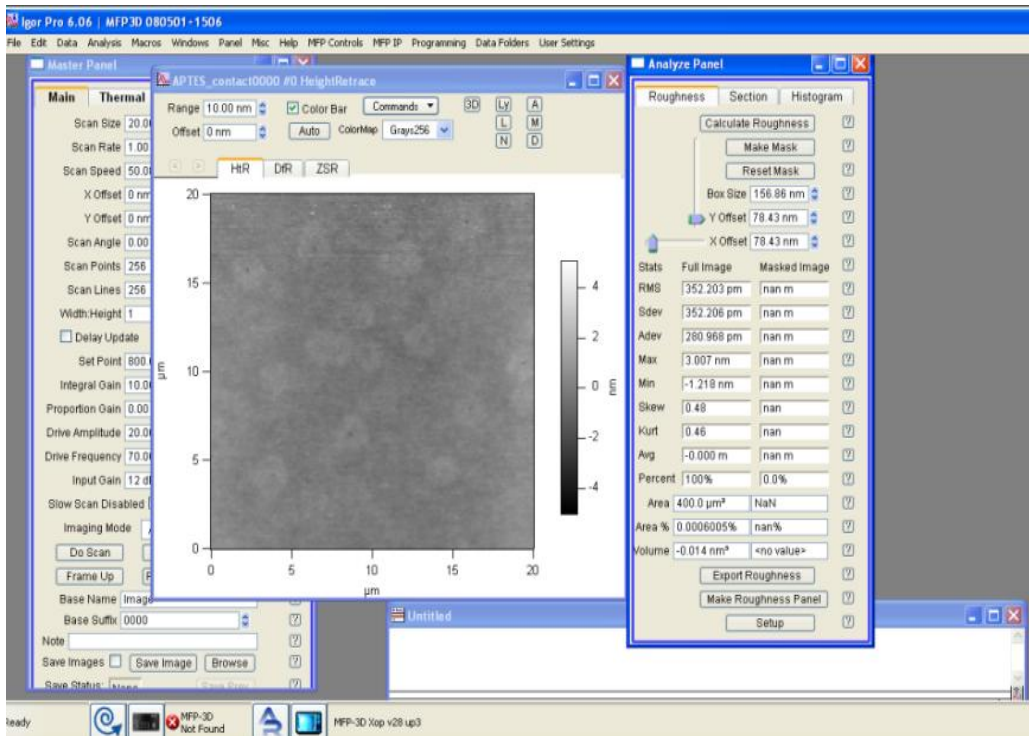 Igor Pro 6.06 | MFP3D 080501+1506
File Edit Data Analysis Macros Windows Panel Misc Help MFP Controls MFP IP Programming Data Folders User Settings
Master Panel
Main Thermal
Scan Size 20.0
Scan Rate 1.00
Scan Speed 50.0
X Offset 0 nm
Y Offset 0 nm
Scan Angle 0.00
Scan Points 256
Scan Lines 256
Width:Height 1
Delay Update
Set Point 800.
Integral Gain 10.0
Proportion Gain 0.00
Drive Amplitude 20.0
Drive Frequency 70.0
Input Gain 12 d
Slow Scan Disabled
Imaging Mode
Do Scan
Frame Up
Base Name Image
Base Suffix 0000
Note
Save Images Save Image Browse
Save Status: None Save Prev.
APTES_contact0000 #0 HeightRetrace
Range 10.00 nm Color Bar Commands 3D Ly A
L M
Offset 0 nm Auto ColorMap Grays256 N D
HtR DfR ZSR
20
15
10
5
0
µm
0 5 10 15 20
µm
4
2
0
-2
-4
nm
Analyze Panel
Roughness Section Histogram
Calculate Roughness ?
Make Mask ?
Reset Mask ?
Box Size 156.86 nm ?
Y Offset 78.43 nm ?
X Offset 78.43 nm ?
Stats Full Image Masked Image ?
RMS 352.203 pm nan m ?
Sdev 352.206 pm nan m ?
Adev 280.968 pm nan m ?
Max 3.007 nm nan m ?
Min -1.218 nm nan m ?
Skew 0.48 nan ?
Kurt 0.46 nan ?
Avg -0.000 m nan m ?
Percent 100% 0.0% ?
Area 400.0 µm² NaN ?
Area % 0.0006005% nan% ?
Volume -0.014 nm³ <no value> ?
Export Roughness ?
Make Roughness Panel ?
Setup ?
Untitled
Ready
MFP-3D
Not Found
MFP-3D Xop v28 up3